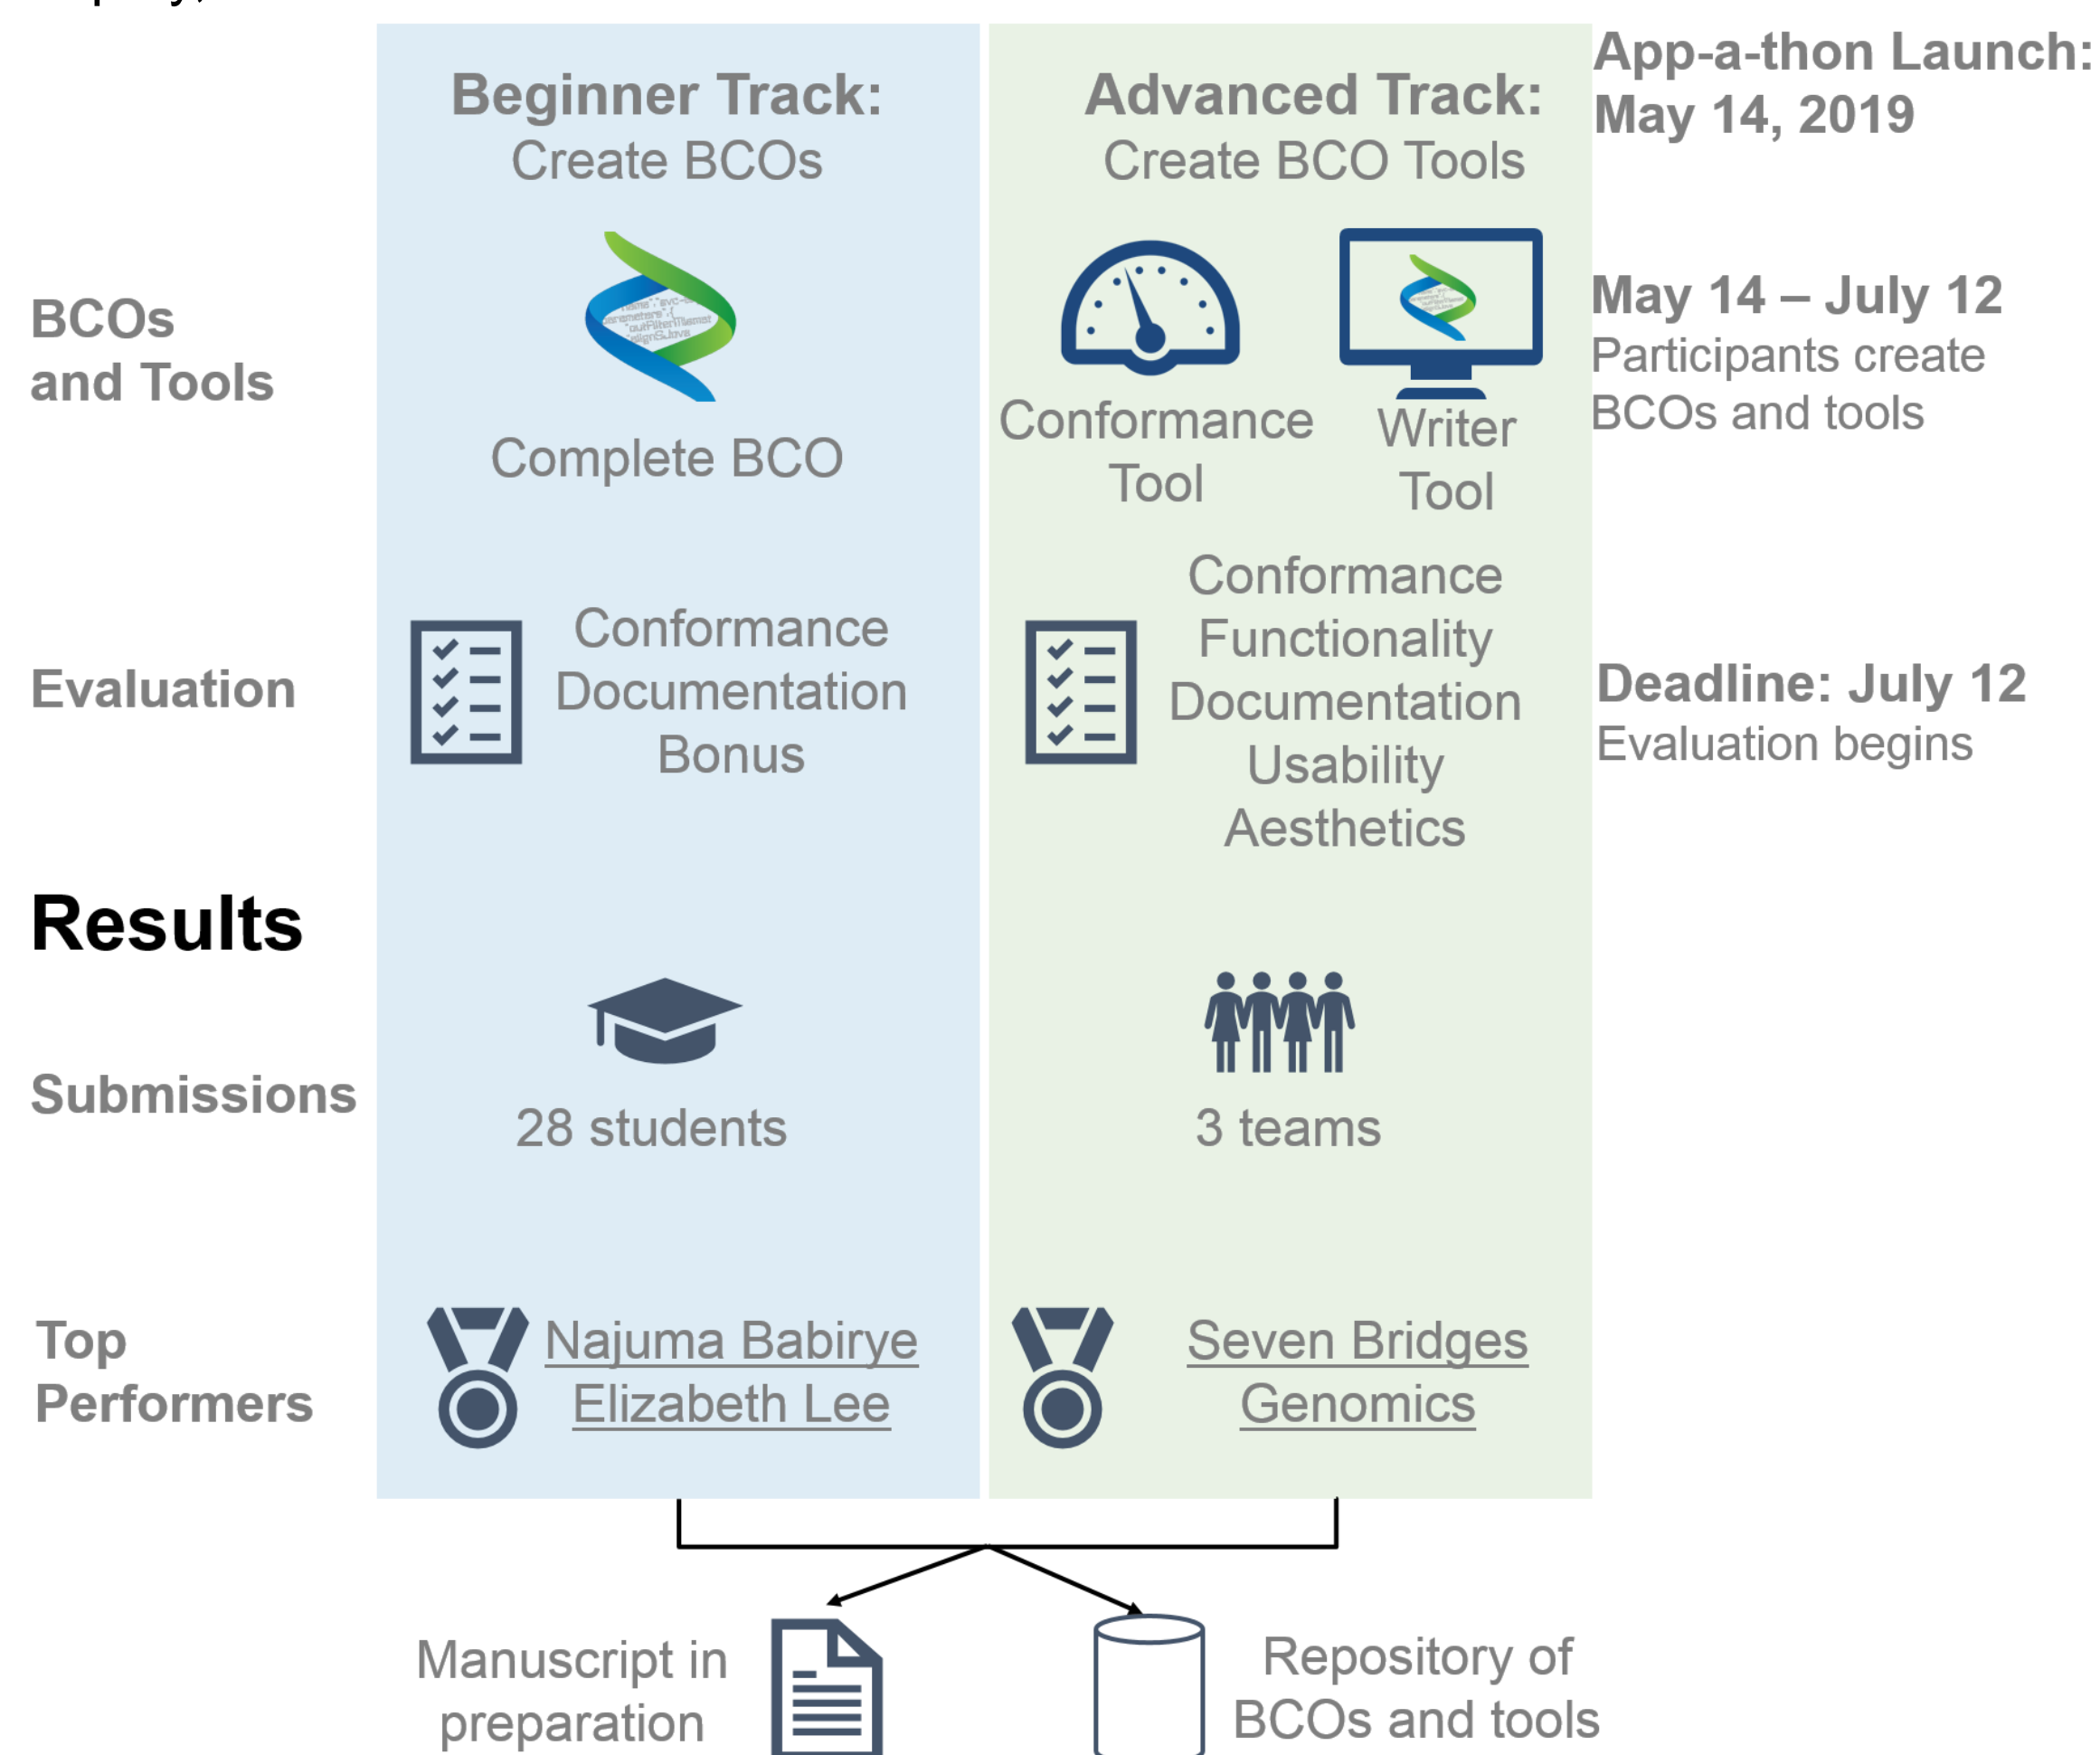 Beginner Track:
Create BCOs
Advanced Track:
Create BCO Tools
App-a-thon Launch:
May 14, 2019
BCOs
and Tools
Complete BCO
Conformance
Tool
Writer
Tool
May 14 – July 12
Participants create
BCOs and tools
Evaluation
Conformance
Documentation
Bonus
Conformance
Functionality
Documentation
Usability
Aesthetics
Deadline: July 12
Evaluation begins
Results
Submissions
28 students
3 teams
Top
Performers
Najuma Babirye
Elizabeth Lee
Seven Bridges
Genomics
Manuscript in
preparation
Repository of
BCOs and tools